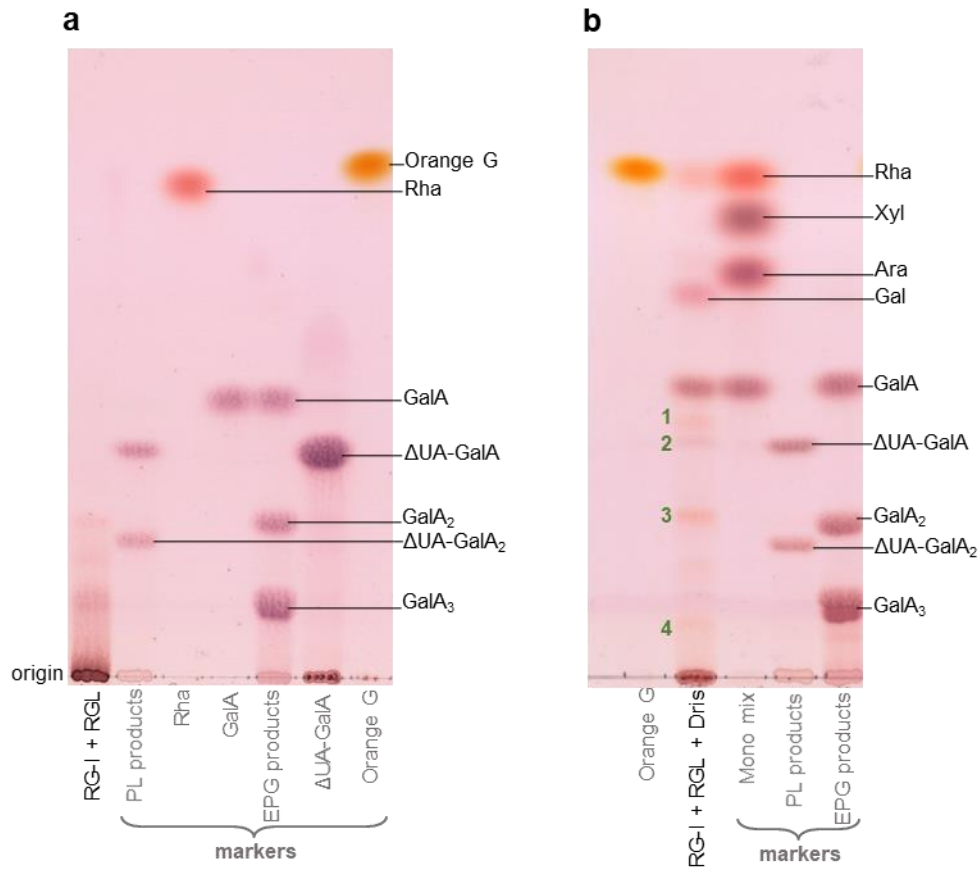 a
Orange G
Rha
GalA
ΔUA-GalA
GalA₂
ΔUA-GalA₂
GalA₃
origin
RG-I + RGL
PL products
Rha
GalA
EPG products
ΔUA-GalA
Orange G
markers
b
Rha
Xyl
Ara
Gal
GalA
1
2
ΔUA-GalA
3
GalA₂
ΔUA-GalA₂
GalA₃
4
Orange G
RG-I + RGL + Dris
Mono mix
PL products
EPG products
markers